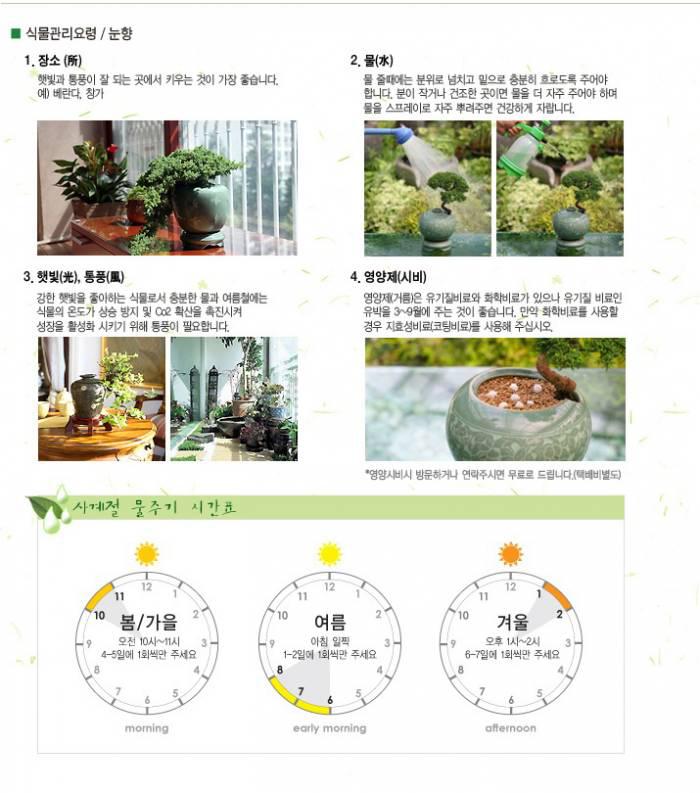 식물관리요령 / 눈향
1. 장소 (所)
햇빛과 통풍이 잘 되는 곳에서 키우는 것이 가장 좋습니다.
예) 베란다, 창가
2. 물(水)
물 줄때에는 분위로 넘치고 밑으로 충분히 흐르도록 주어야
합니다. 분이 작거나 건조한 곳이면 물을 더 자주 주어야 하며
물을 스프레이로 자주 뿌려주면 건강하게 자랍니다.
3. 햇빛(光), 통풍(風)
강한 햇빛을 좋아하는 식물로서 충분한 물과 여름철에는
식물의 온도가 상승 방지 및 Co2 확산을 촉진시켜
성장을 활성화 시키기 위해 통풍이 필요합니다.
4. 영양제(시비)
영양제(거름)은 유기질비료와 화학비료가 있으나 유기질 비료인
유박을 3~9월에 주는 것이 좋습니다. 만약 화학비료를 사용할
경우 지효성비료(코팅비료)를 사용해 주십시오.
*영양시비시 방문하거나 연락주시면 무료로 드립니다.(택배비별도)
사계절 물주기 시간표
12 1 2 3 4 5 6 7 8 9 10 11
봄/가을
오전 10시~11시
4-5일에 1회씩만 주세요
morning
12 1 2 3 4 5 6 7 8 9 10 11
여름
아침 일찍
1-2일에 1회씩만 주세요
early morning
12 1 2 3 4 5 6 7 8 9 10 11
겨울
오후 1시~2시
6-7일에 1회씩만 주세요
afternoon